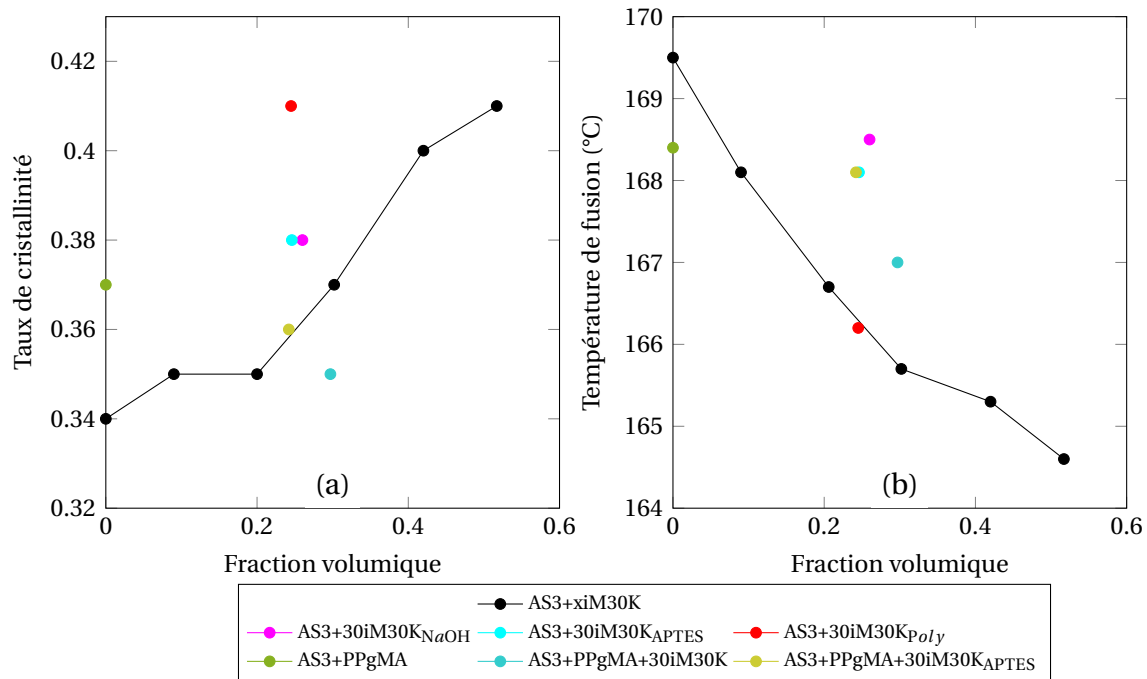 0.42
0.4
0.38
0.36
0.34
0.32
Taux de cristallinité
(a)
0 0.2 0.4 0.6
Fraction volumique
170
169
168
167
166
165
164
Température de fusion (°C)
(b)
0 0.2 0.4 0.6
Fraction volumique
AS3+xiM30K
AS3+30iM30K_NaOH AS3+30iM30K_APTES AS3+30iM30K_Poly
AS3+PPgMA AS3+PPgMA+30iM30K AS3+PPgMA+30iM30K_APTES